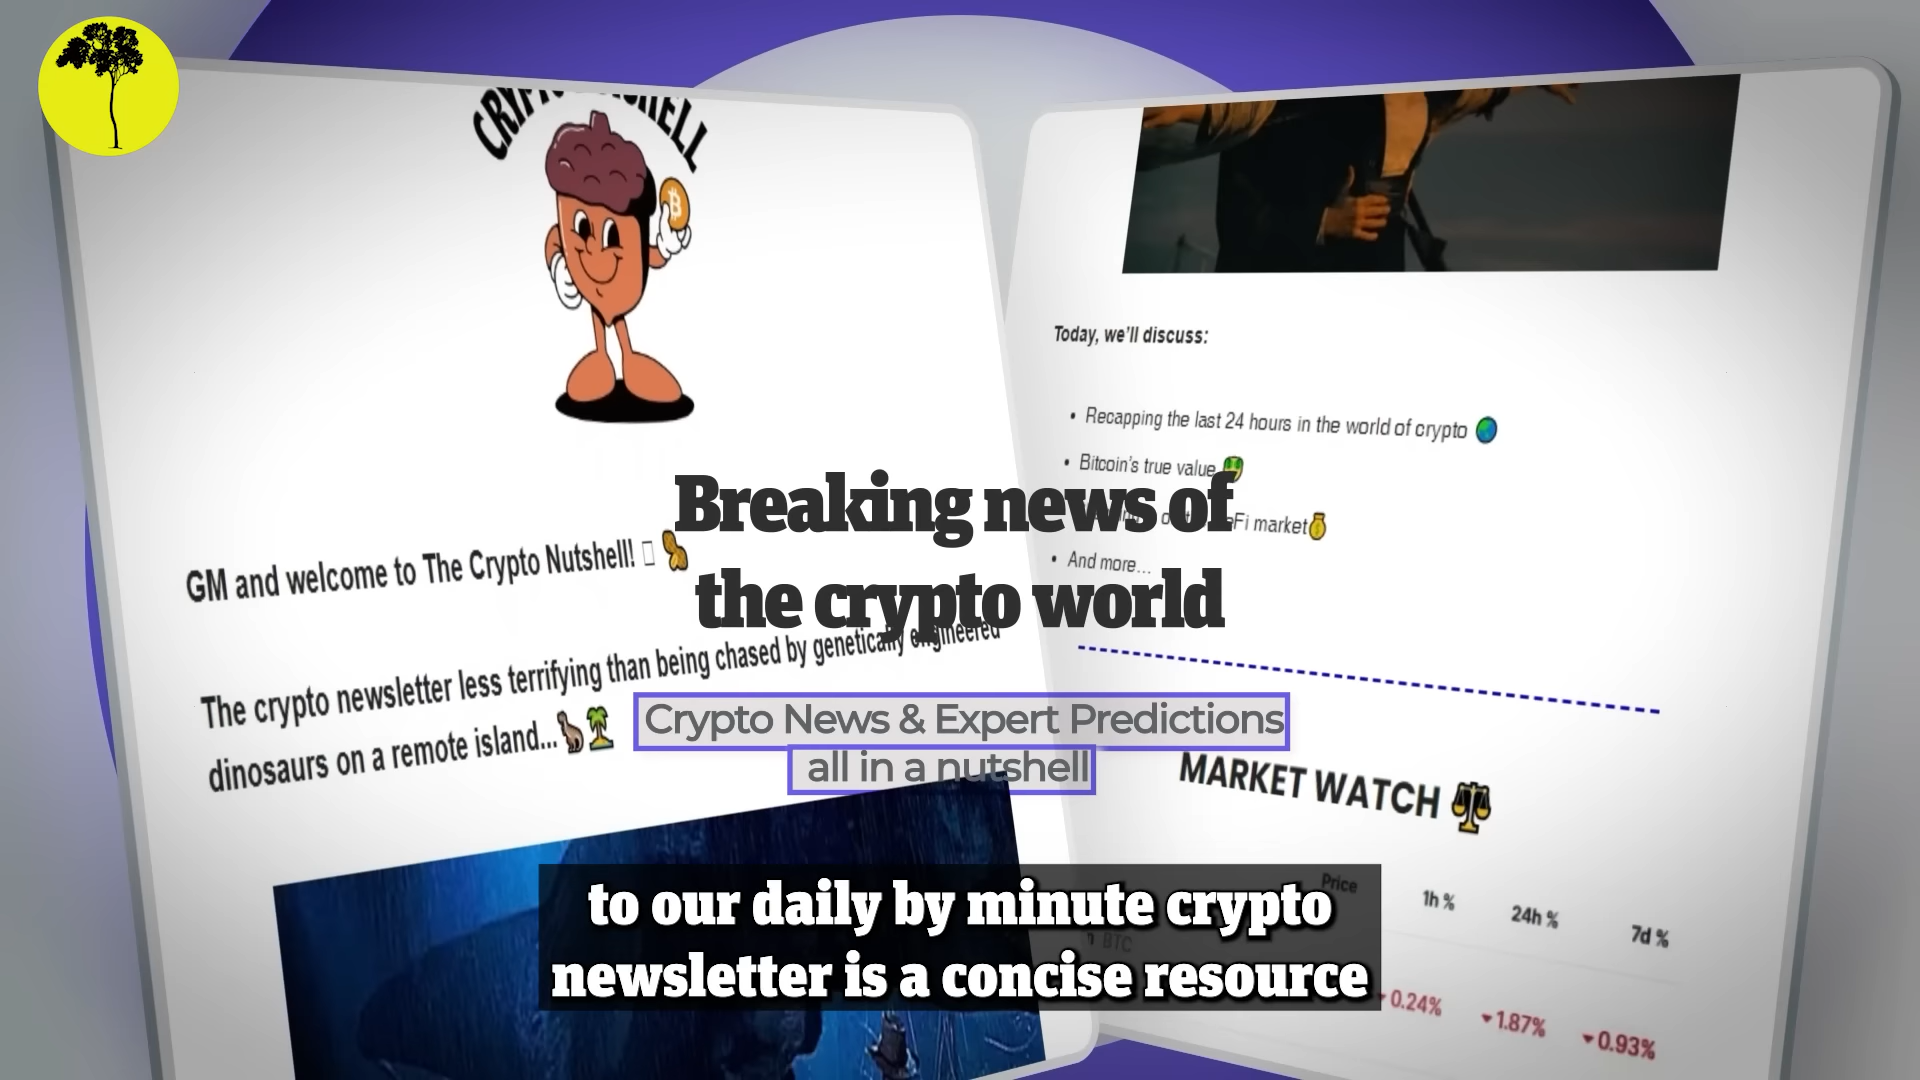 GM and welcome to The Crypto Nutshell!
The crypto newsletter less terrifying than being chased by genetically engineered
dinosaurs on a remote island...
Today, we'll discuss:
• Recapping the last 24 hours in the world of crypto
• Bitcoin's true value
Fi market
• And more...
Breaking news of
the crypto world
Crypto News & Expert Predictions
all in a nutshell
MARKET WATCH
Price 1h % 24h % 7d %
BTC
0.24% 1.87% 0.93%
to our daily by minute crypto
newsletter is a concise resource